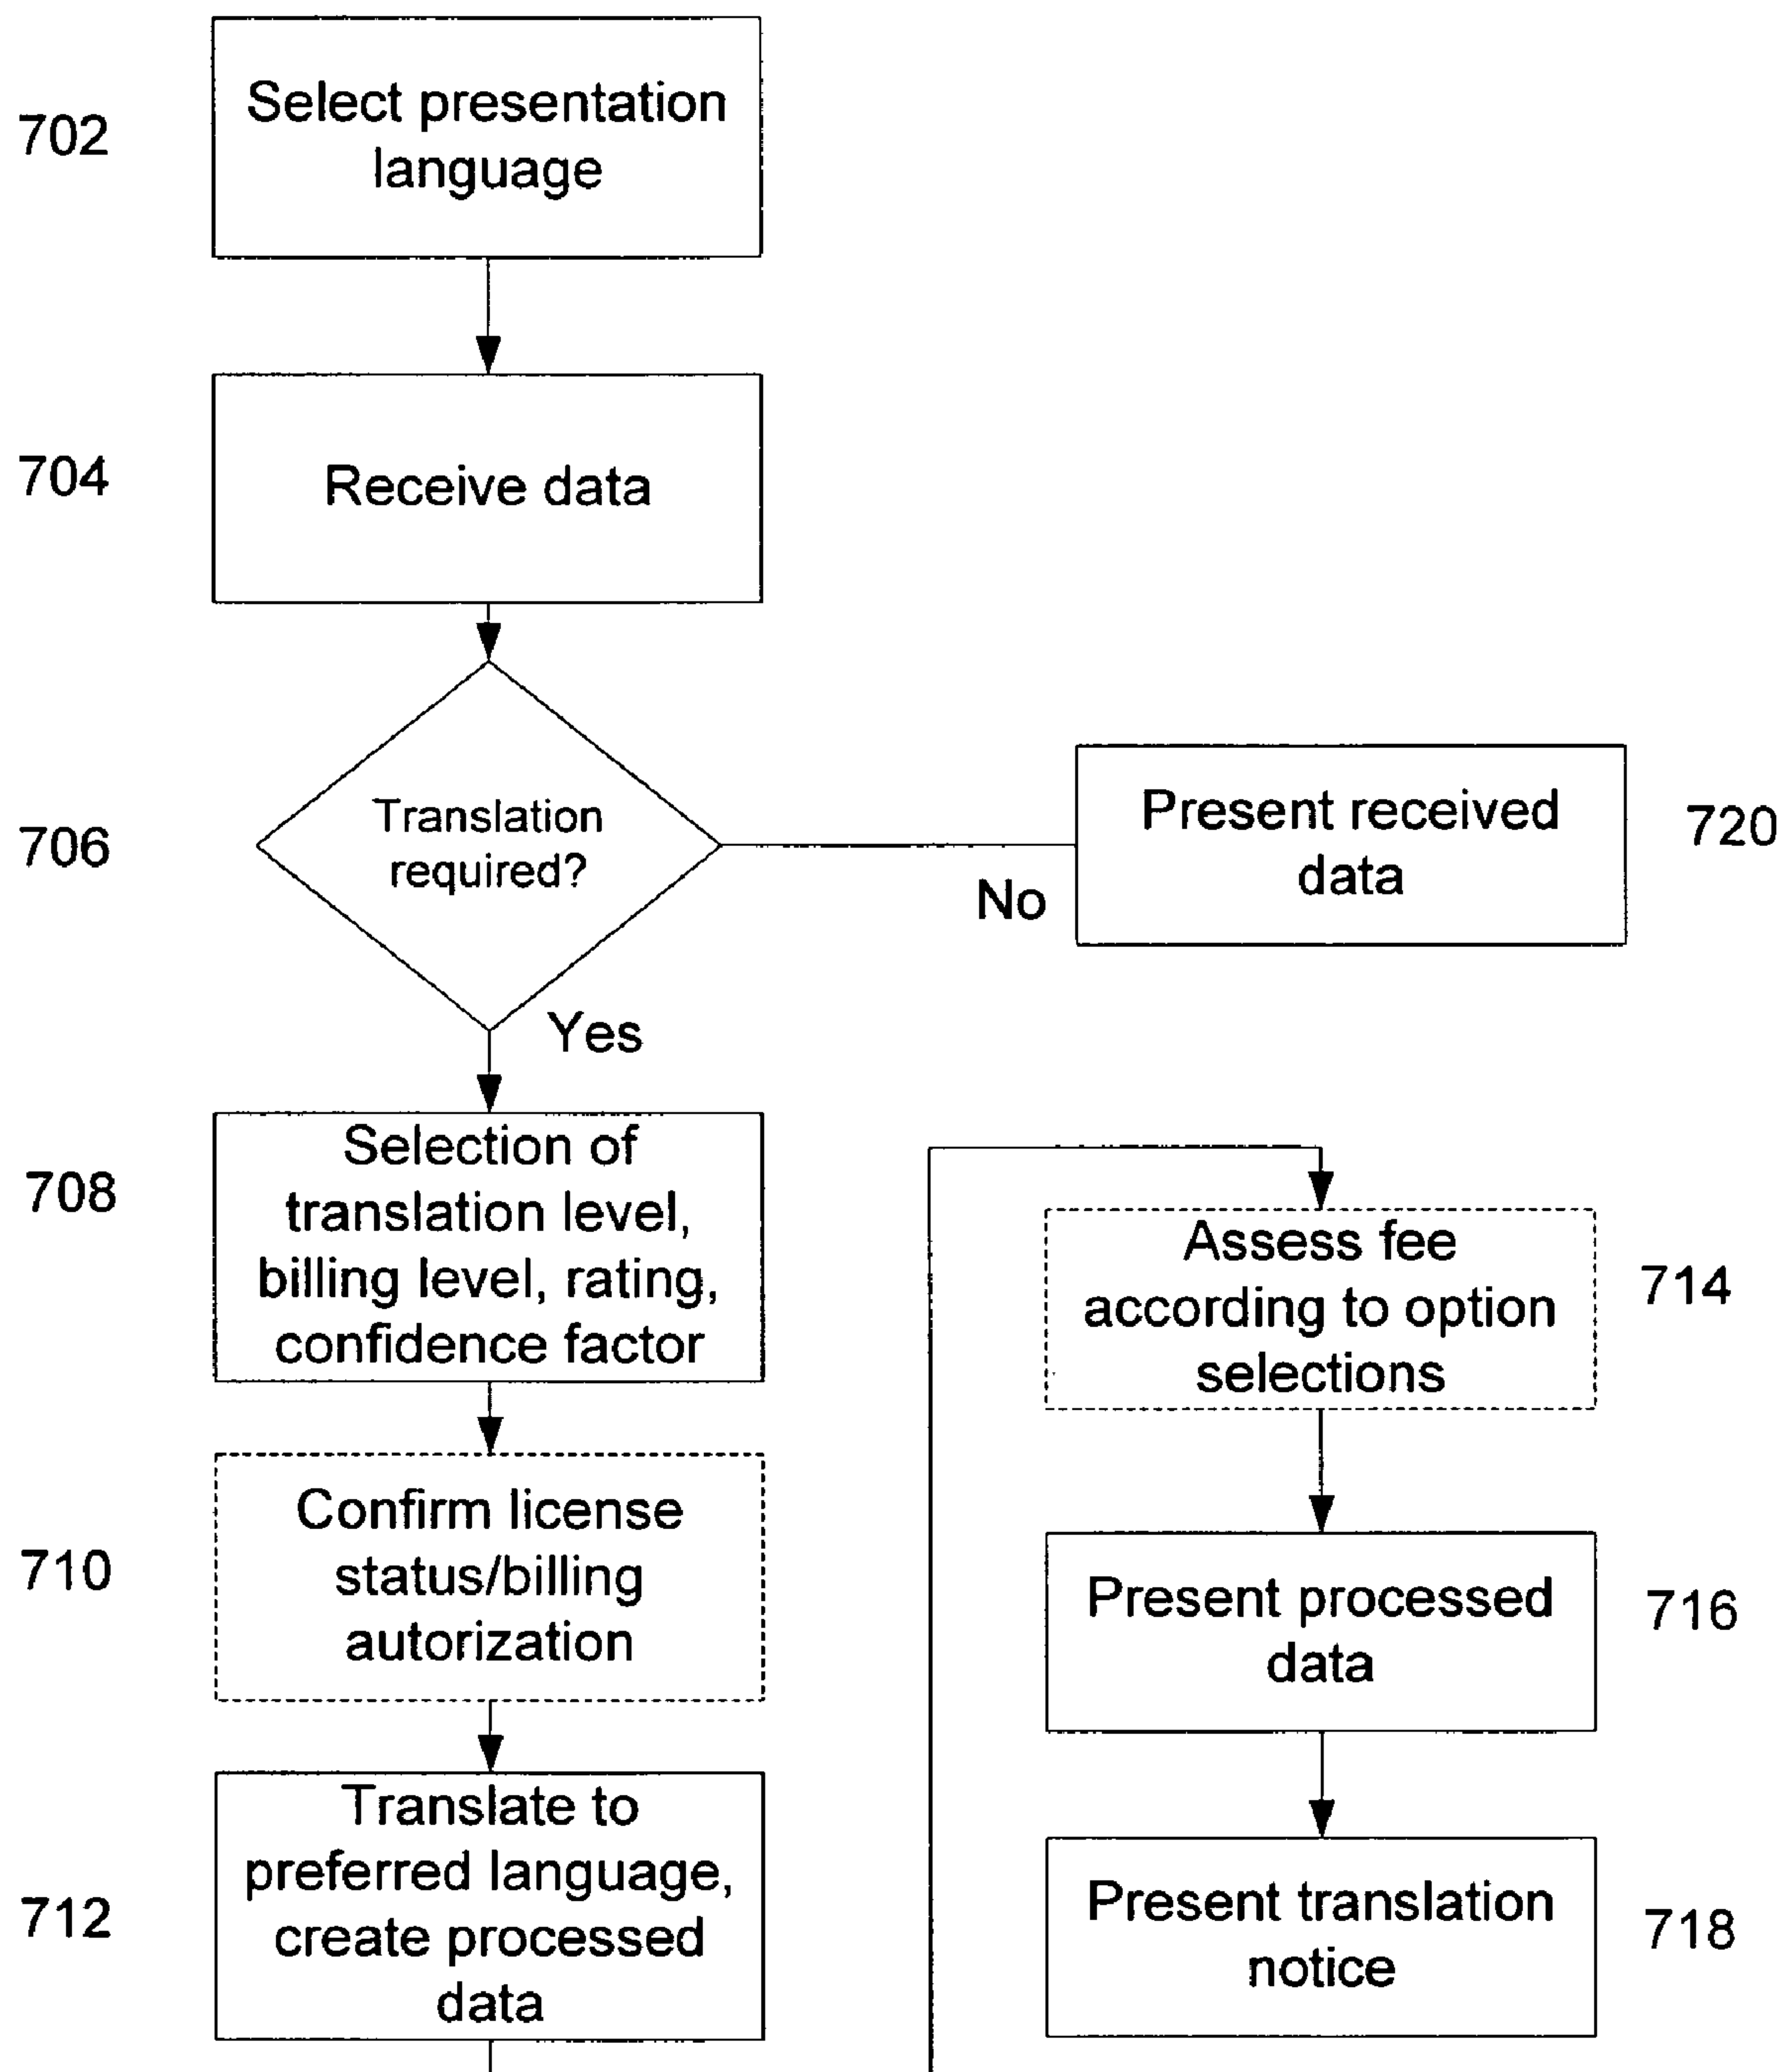 702
Select presentation
language
704
Receive data
706
Translation
required?
No
Present received
data
720
Yes
708
Selection of
translation level,
billing level, rating,
confidence factor
710
Confirm license
status/billing
autorization
712
Translate to
preferred language,
create processed
data
Assess fee
according to option
selections
714
Present processed
data
716
Present translation
notice
718